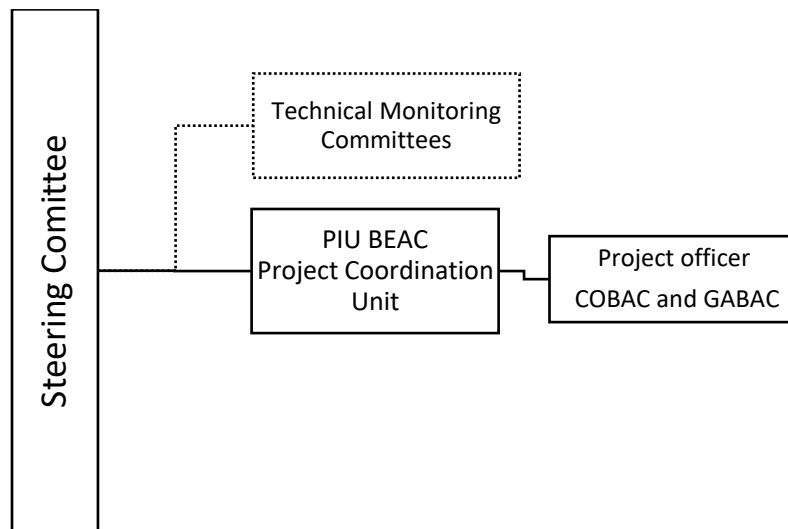 Steering Comittee
Technical Monitoring
Committees
PIU BEAC
Project Coordination
Unit
Project officer
COBAC and GABAC